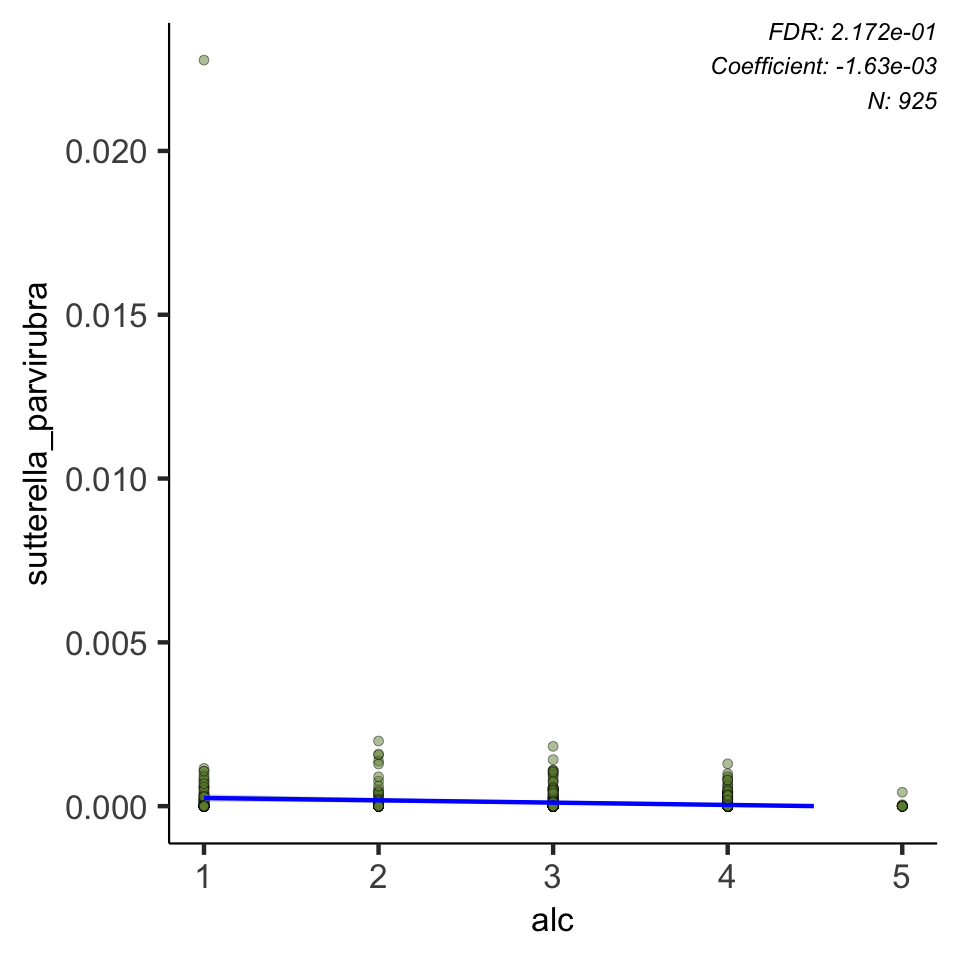 FDR: 2.172e-01
Coefficient: -1.63e-03
N: 925
sutterella_parvirubra
0.020
0.015
0.010
0.005
0.000
1 2 3 4 5
alc